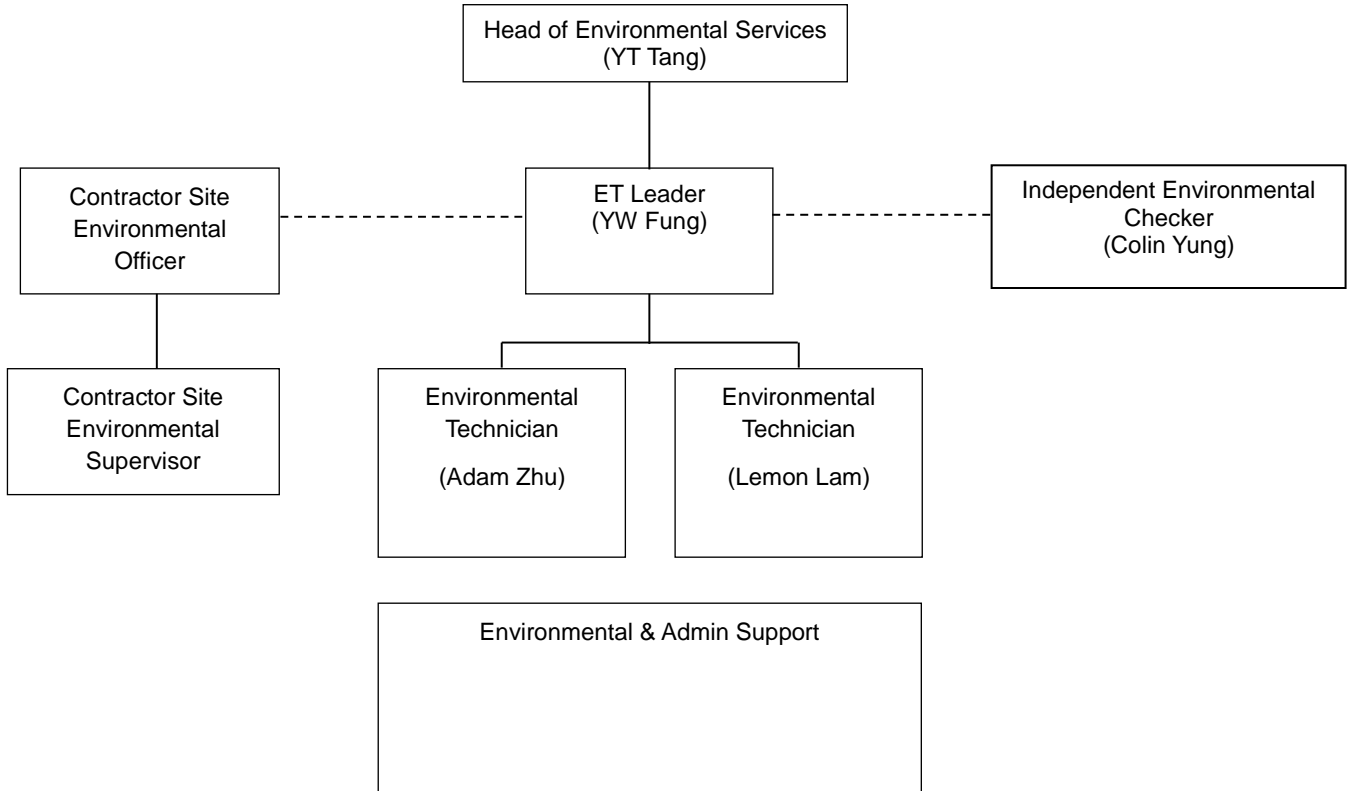 Head of Environmental Services
(YT Tang)
Contractor Site
Environmental
Officer
ET Leader
(YW Fung)
Independent Environmental
Checker
(Colin Yung)
Contractor Site
Environmental
Supervisor
Environmental
Technician
(Adam Zhu)
Environmental
Technician
(Lemon Lam)
Environmental & Admin Support